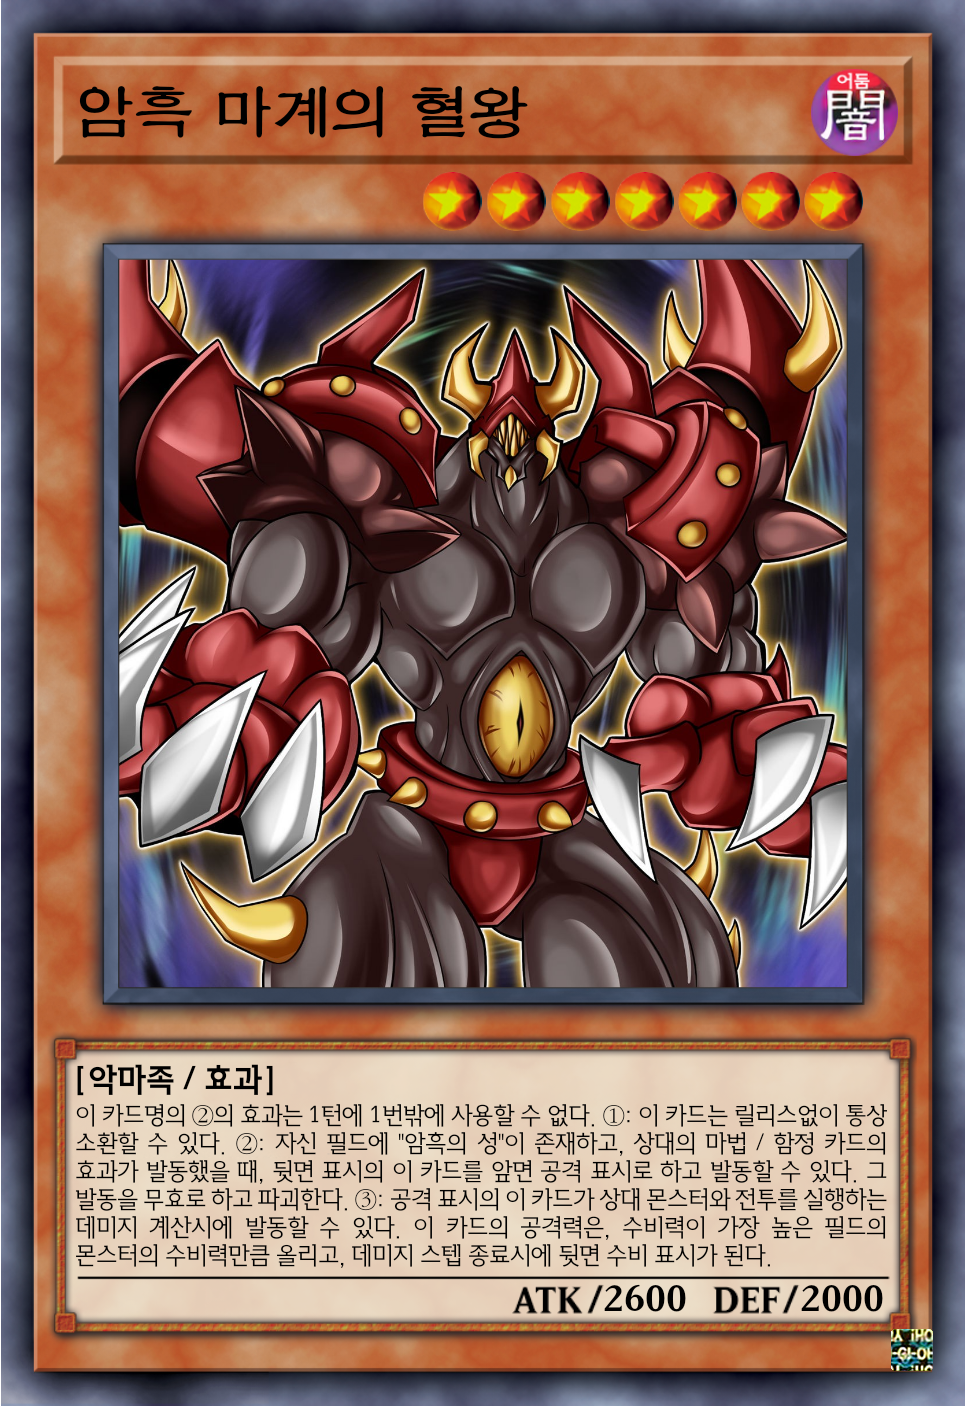 암흑 마계의 혈왕
어둠
闇
[악마족 / 효과]
이 카드명의 ②의 효과는 1턴에 1번밖에 사용할 수 없다. ①: 이 카드는 릴리스없이 통상
소환할 수 있다. ②: 자신 필드에 "암흑의 성"이 존재하고, 상대의 마법 / 함정 카드의
효과가 발동했을 때, 뒷면 표시의 이 카드를 앞면 공격 표시로 하고 발동할 수 있다. 그
발동을 무효로 하고 파괴한다. ③: 공격 표시의 이 카드가 상대 몬스터와 전투를 실행하는
데미지 계산시에 발동할 수 있다. 이 카드의 공격력은, 수비력이 가장 높은 필드의
몬스터의 수비력만큼 올리고, 데미지 스텝 종료시에 뒷면 수비 표시가 된다.
ATK/2600 DEF/2000